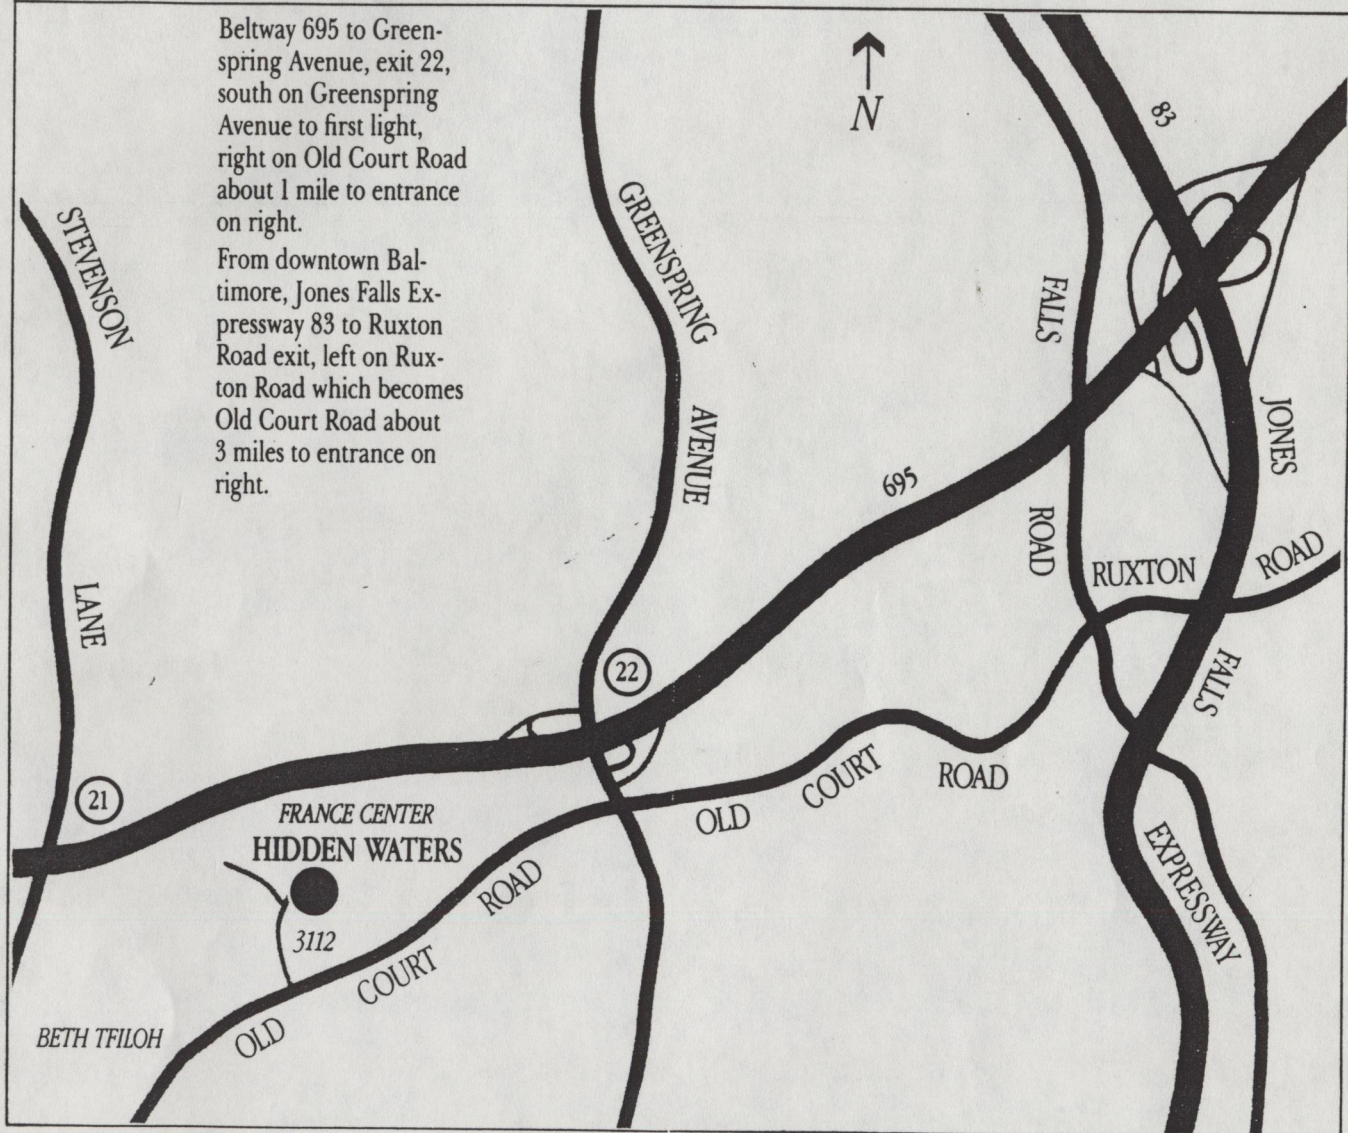 Beltway 695 to Green-
spring Avenue, exit 22,
south on Greenspring
Avenue to first light,
right on Old Court Road
about 1 mile to entrance
on right.
From downtown Bal-
timore, Jones Falls Ex-
pressway 83 to Ruxton
Road exit, left on Rux-
ton Road which becomes
Old Court Road about
3 miles to entrance on
right.
N
83
STEVENSON
LANE
GREENSPRING
AVENUE
FALLS
ROAD
JONES
FALLS
EXPRESSWAY
695
RUXTON
ROAD
22
21
FRANCE CENTER
HIDDEN WATERS
3112
OLD
COURT
ROAD
OLD
COURT
ROAD
BETH TFILOH